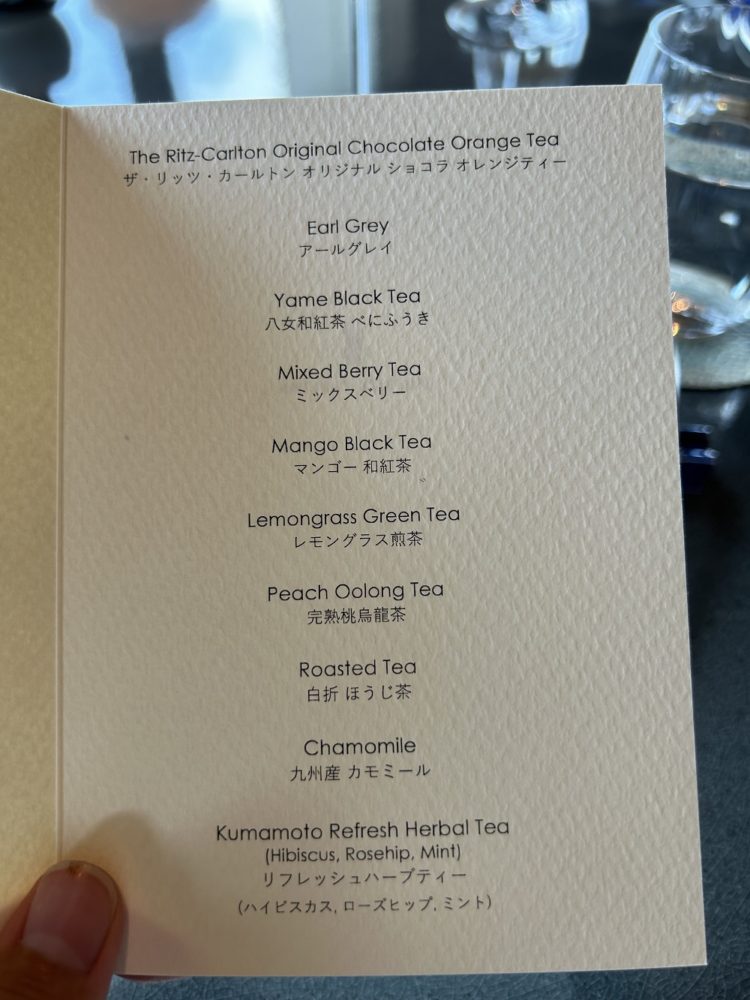 The Ritz-Carlton Original Chocolate Orange Tea
ザ・リッツ・カールトン オリジナル ショコラ オレンジティー
Earl Grey
アールグレイ
Yame Black Tea
八女和紅茶 べにふうき
Mixed Berry Tea
ミックスベリー
Mango Black Tea
マンゴー 和紅茶
Lemongrass Green Tea
レモングラス煎茶
Peach Oolong Tea
完熟桃烏龍茶
Roasted Tea
白折 ほうじ茶
Chamomile
九州産 カモミール
Kumamoto Refresh Herbal Tea
(Hibiscus, Rosehip, Mint)
リフレッシュハーブティー
(ハイビスカス, ローズヒップ, ミント)